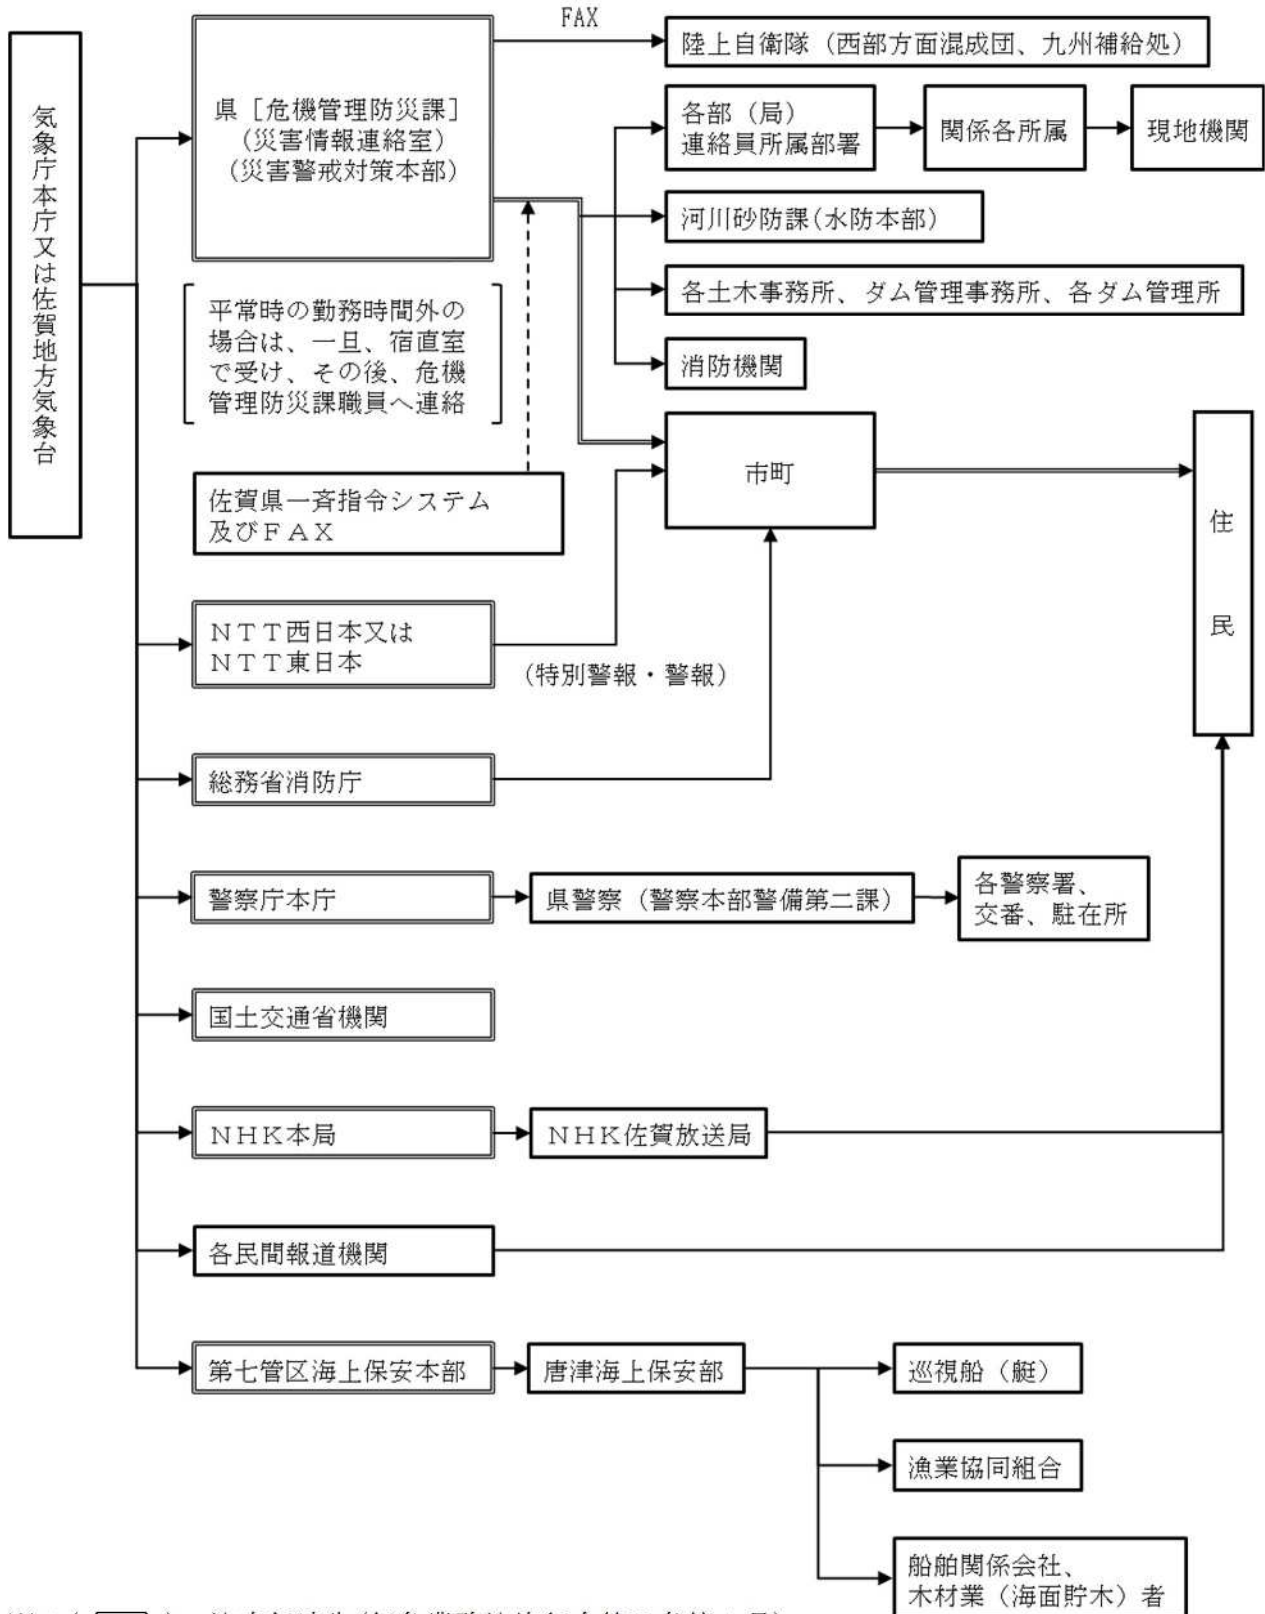 FAX
陸上自衛隊（西部方面混成団、九州補給処）
気象庁本庁又は佐賀地方気象台
県［危機管理防災課］
（災害情報連絡室）
（災害警戒対策本部）
各部（局）
連絡員所属部署
関係各所属
現地機関
河川砂防課（水防本部）
各土木事務所、ダム管理事務所、各ダム管理所
消防機関
平常時の勤務時間外の
場合は、一旦、宿直室
で受け、その後、危機
管理防災課職員へ連絡
市町
住民
佐賀県一斉指令システム
及びＦＡＸ
ＮＴＴ西日本又は
ＮＴＴ東日本
（特別警報・警報）
総務省消防庁
警察庁本庁
県警察（警察本部警備第二課）
各警察署、
交番、駐在所
国土交通省機関
ＮＨＫ本局
ＮＨＫ佐賀放送局
各民間報道機関
第七管区海上保安本部
唐津海上保安部
巡視船（艇）
漁業協同組合
船舶関係会社、
木材業（海面貯木）者